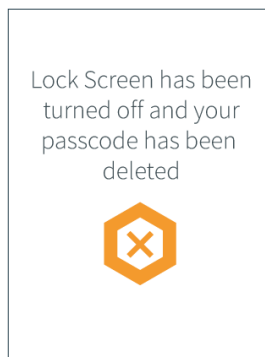 Lock Screen has been
turned off and your
passcode has been
deleted